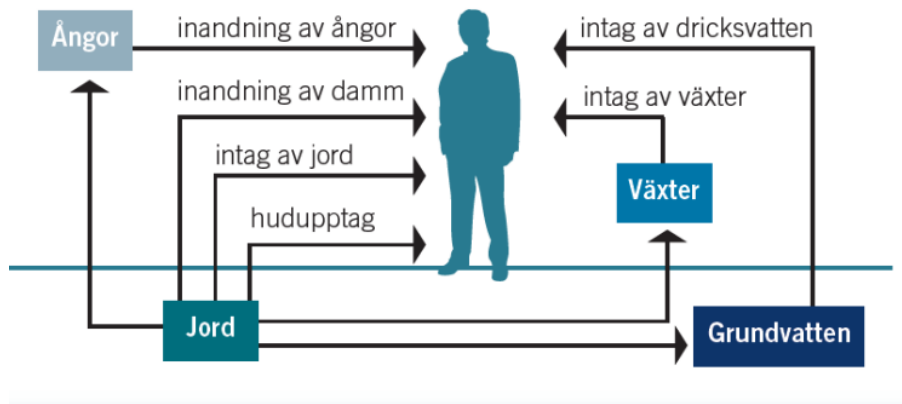 Ångor
inandning av ångor
intag av dricksvatten
inandning av damm
intag av växter
intag av jord
Växter
hudupptag
Jord
Grundvatten